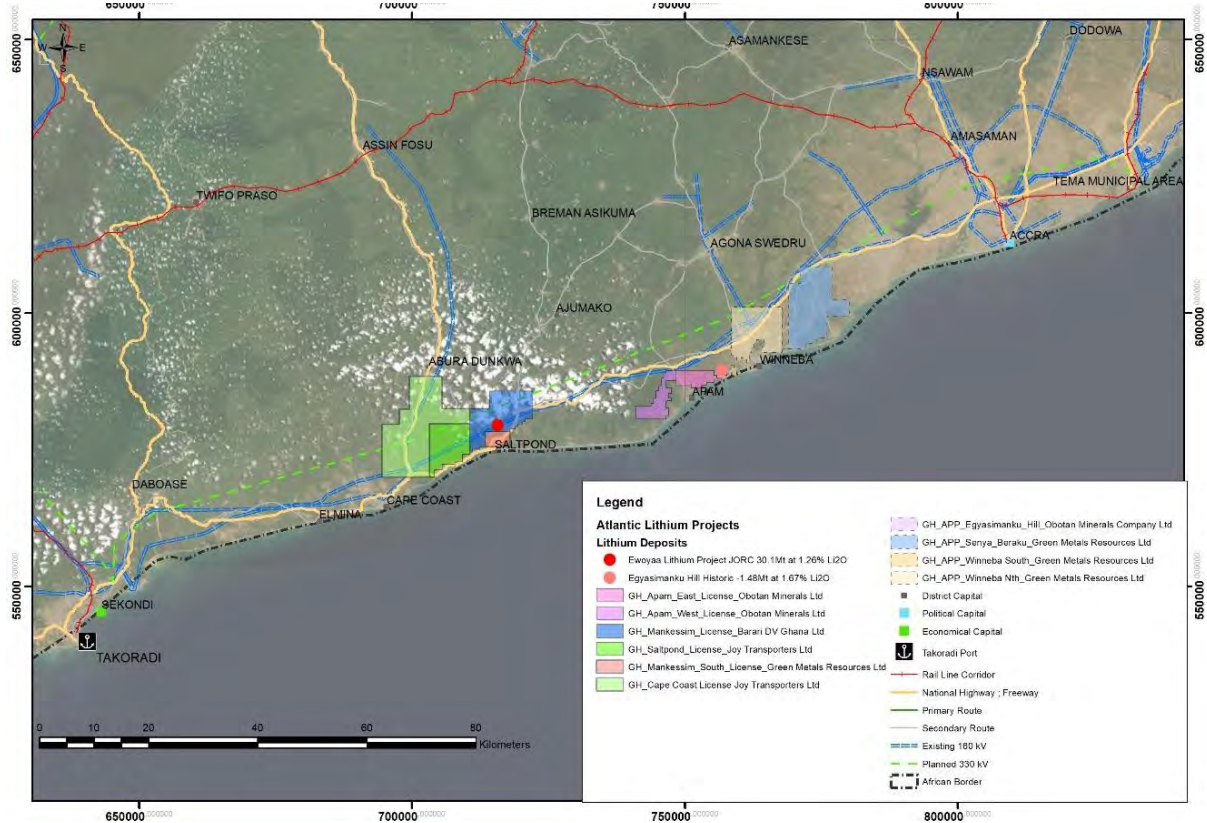 650000
700000
750000
800000
N
W
E
S
650000
650000
DODOWA
ASAMANKESE
NSAWAM
AMASAMAN
ASSIN FOSU
TEMA MUNICIPAL AREA
TWIFO PRASO
BREMAN ASIKUMA
AGONA SWEDRU
ACCRA
600000
600000
AJUMAKO
ABURA DUNKWA
WINNEBA
APAM
SALTPOND
DABOASE
CAPE COAST
ELMINA
550000
550000
SEKONDI
TAKORADI
0 10 20 40 60 80
Kilometers
Legend
Atlantic Lithium Projects
Lithium Deposits
Ewoyaa Lithium Project JORC 30.1Mt at 1.26% Li2O
Egyasimanku Hill Historic -1.48Mt at 1.67% Li2O
GH_Apam_East_License_Obotan Minerals Ltd
GH_Apam_West_License_Obotan Minerals Ltd
GH_Mankessim_License_Barari DV Ghana Ltd
GH_Saltpond_License_Joy Transporters Ltd
GH_Mankessim_South_License_Green Metals Resources Ltd
GH_Cape Coast License Joy Transporters Ltd
GH_APP_Egyasimanku_Hill_Obotan Minerals Company Ltd
GH_APP_Senya_Beraku_Green Metals Resources Ltd
GH_APP_Winneba South_Green Metals Resources Ltd
GH_APP_Winneba Nth_Green Metals Resources Ltd
District Capital
Political Capital
Economical Capital
Takoradi Port
Rail Line Corridor
National Highway ; Freeway
Primary Route
Secondary Route
Existing 160 kV
Planned 330 kV
African Border
650000
700000
750000
800000